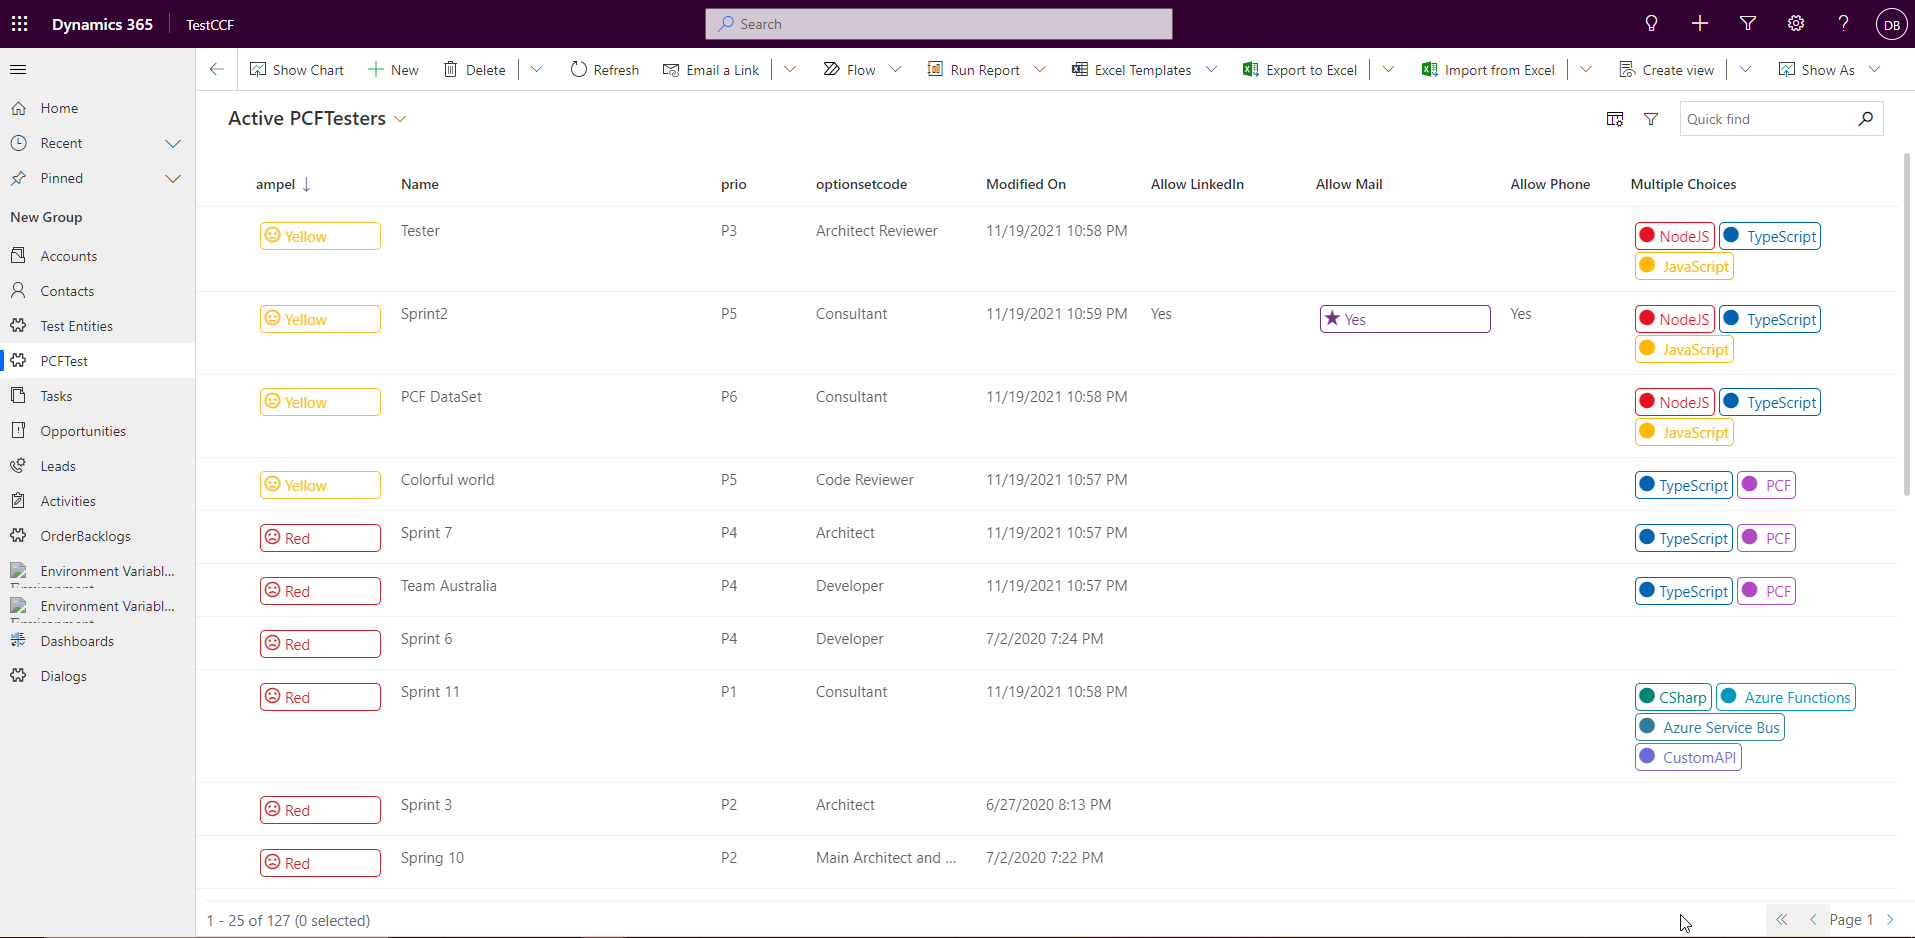 Dynamics 365 TestCCF Search DB
Show Chart New Delete Refresh Email a Link Flow Run Report Excel Templates Export to Excel Import from Excel Create view Show As
Home
Recent
Pinned
New Group
Accounts
Contacts
Test Entities
PCFTest
Tasks
Opportunities
Leads
Activities
OrderBacklogs
Environment Variabl...
Environment Variabl...
Dashboards
Dialogs
Active PCFTesters Quick find
ampel Name prio optionsetcode Modified On Allow LinkedIn Allow Mail Allow Phone Multiple Choices
Yellow Tester P3 Architect Reviewer 11/19/2021 10:58 PM NodeJS TypeScript
JavaScript
Yellow Sprint2 P5 Consultant 11/19/2021 10:59 PM Yes Yes Yes NodeJS TypeScript
JavaScript
Yellow PCF DataSet P6 Consultant 11/19/2021 10:58 PM NodeJS TypeScript
JavaScript
Yellow Colorful world P5 Code Reviewer 11/19/2021 10:57 PM TypeScript PCF
Red Sprint 7 P4 Architect 11/19/2021 10:57 PM TypeScript PCF
Red Team Australia P4 Developer 11/19/2021 10:57 PM TypeScript PCF
Red Sprint 6 P4 Developer 7/2/2020 7:24 PM
Red Sprint 11 P1 Consultant 11/19/2021 10:58 PM CSharp Azure Functions
Azure Service Bus
CustomAPI
Red Sprint 3 P2 Architect 6/27/2020 8:13 PM
Red Spring 10 P2 Main Architect and ... 7/2/2020 7:22 PM
1 - 25 of 127 (0 selected) Page 1